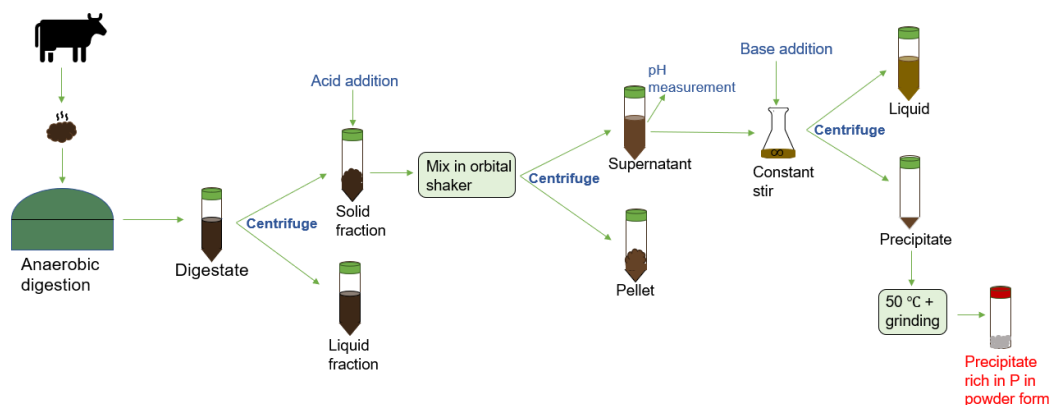 Anaerobic
digestion
Digestate
Centrifuge
Acid addition
Solid
fraction
Liquid
fraction
Mix in orbital
shaker
Centrifuge
pH
measurement
Supernatant
Pellet
Base addition
Constant
stir
Centrifuge
Liquid
Precipitate
50 °C +
grinding
Precipitate
rich in P in
powder form